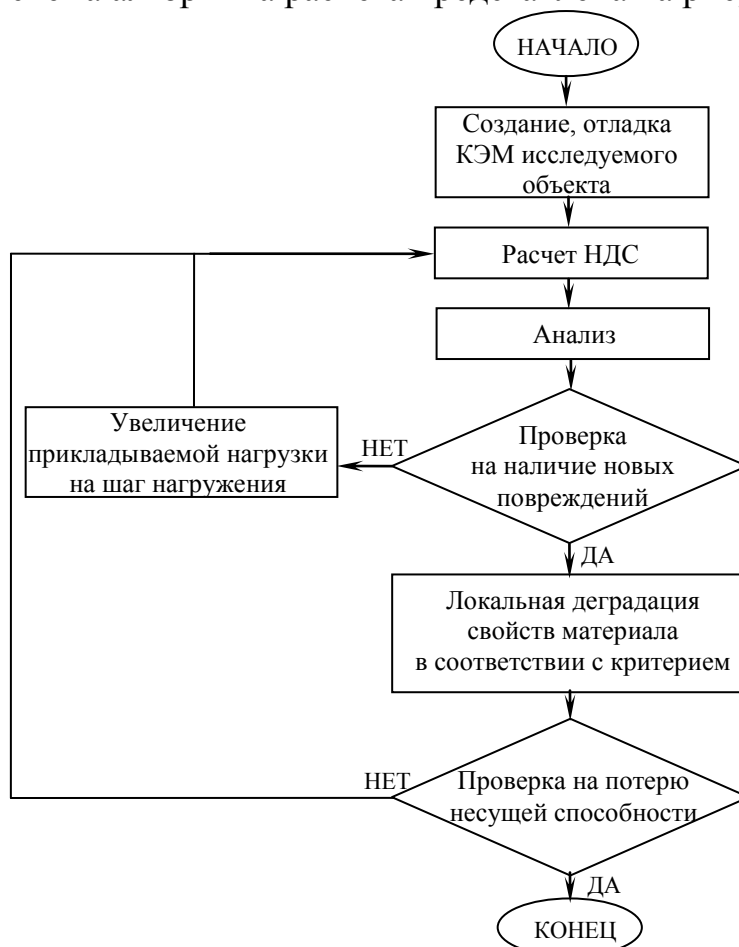 НАЧАЛО
Создание, отладка
КЭМ исследуемого
объекта
Расчет НДС
Анализ
Увеличение
прикладываемой нагрузки
на шаг нагружения
НЕТ
Проверка
на наличие новых
повреждений
ДА
Локальная деградация
свойств материала
в соответствии с критерием
НЕТ
Проверка на потерю
несущей способности
ДА
КОНЕЦ